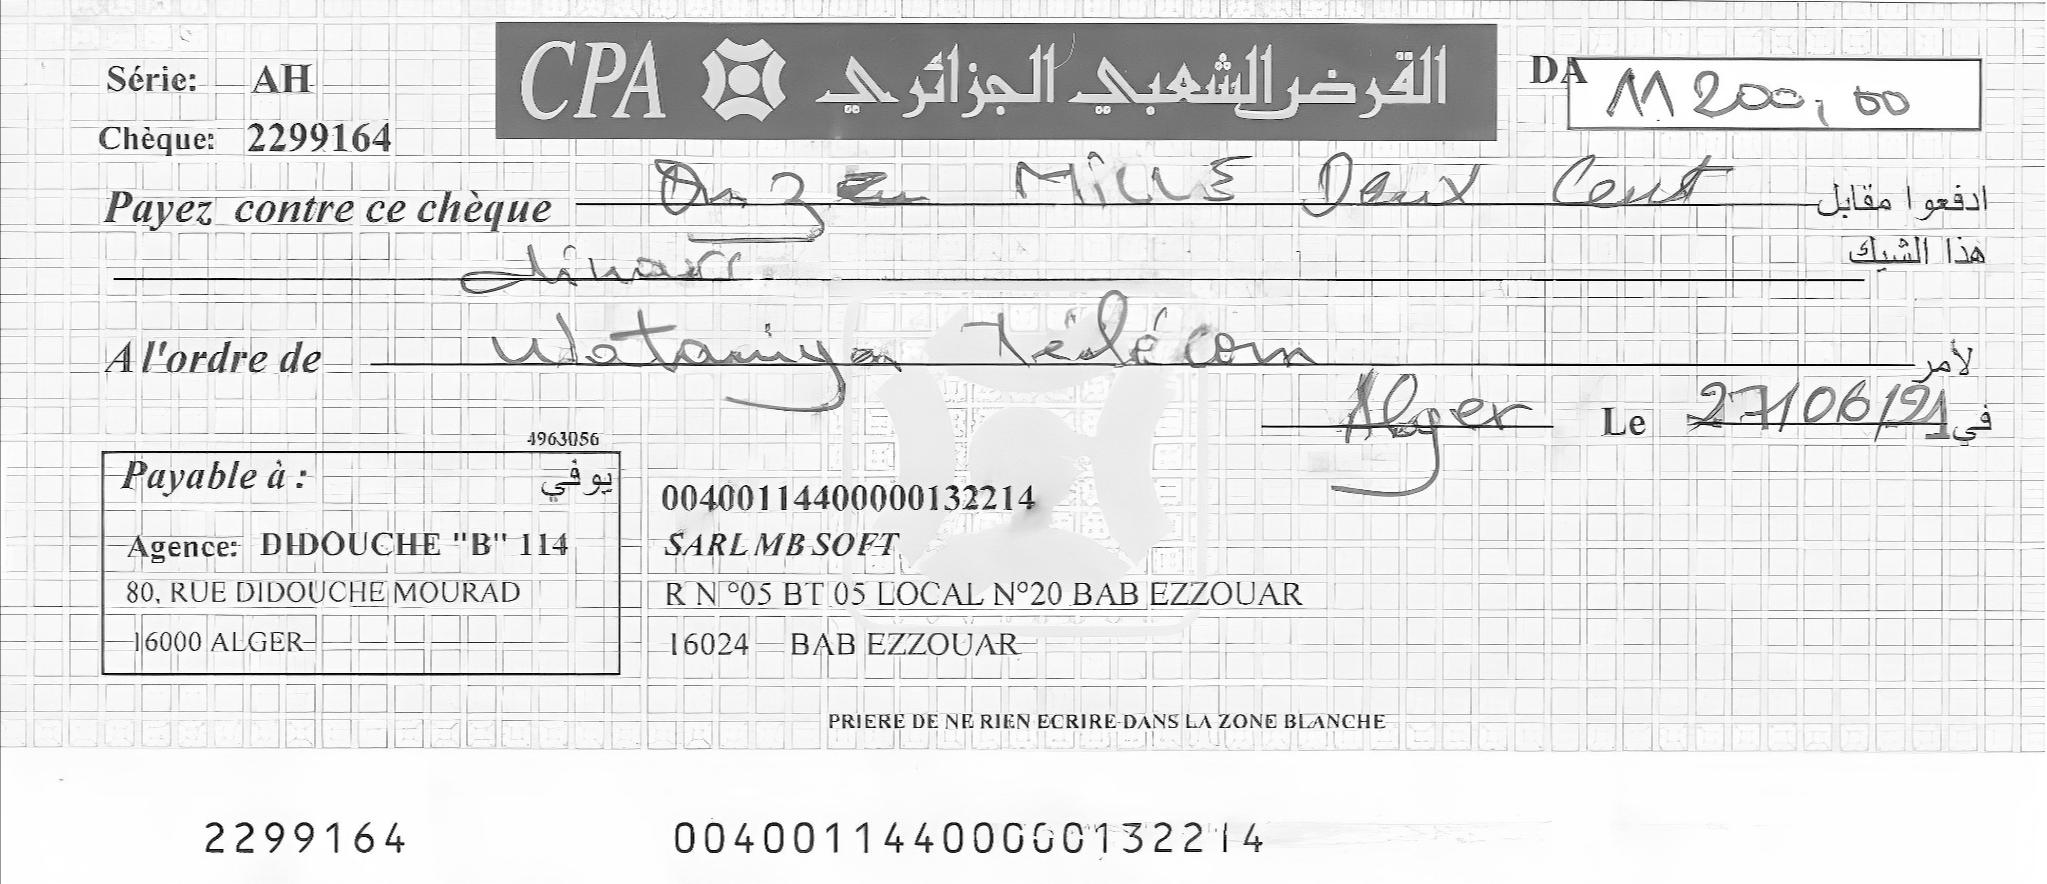 CPA القرض الشعبي الجزائري
Série: AH
DA 11 200,00
Chèque: 2299164
Payez contre ce chèque Onze MILLE Deux Cent ادفعوا مقابل
dinars هذا الشيك
A l'ordre de Wataniya Télécom لأمر
Alger Le 27/06/21 في
4963056
Payable à : يوفي
Agence: DIDOUCHE "B" 114
80, RUE DIDOUCHE MOURAD
16000 ALGER
00400114400000132214
SARL MB SOFT
R N °05 BT 05 LOCAL N°20 BAB EZZOUAR
16024 BAB EZZOUAR
PRIERE DE NE RIEN ECRIRE DANS LA ZONE BLANCHE
2299164 00400114400000132214